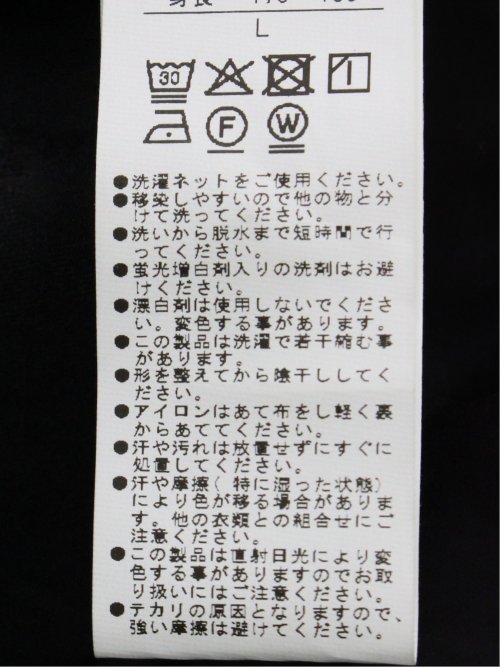 L
30
F
W
●洗濯ネットをご使用ください。
●移染しやすいので他の物と分
けて洗ってください。
●洗いから脱水まで短時間で行
ってください。
●蛍光増白剤入りの洗剤はお避
けください。
●漂白剤は使用しないでくださ
い。変色する事があります。
●この製品は洗濯で若干縮む事
があります。
●形を整えてから陰干ししてく
ださい。
●アイロンはあて布をし軽く裏
からあててください。
●汗や汚れは放置せずにすぐに
処置してください。
●汗や摩擦(特に湿った状態)
により色が移る場合がありま
す。他の衣類との組合せにご
注意ください。
●この製品は直射日光により変
色する事がありますのでお取
り扱いにはご注意ください。
●テカリの原因となりますので、
強い摩擦は避けてください。